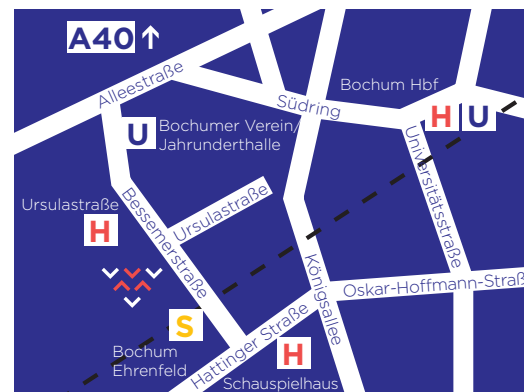 A40 ↑
Alleestraße
Bochum Hbf
Südring
H U
U
Bochumer Verein/
Jahrunderthalle
Universitätsstraße
Ursulastraße
H
Bessemerstraße
Ursulastraße
Königsallee
Oskar-Hoffmann-Straß
S
Bochum
Ehrenfeld
Hattinger Straße
H
Schauspielhaus